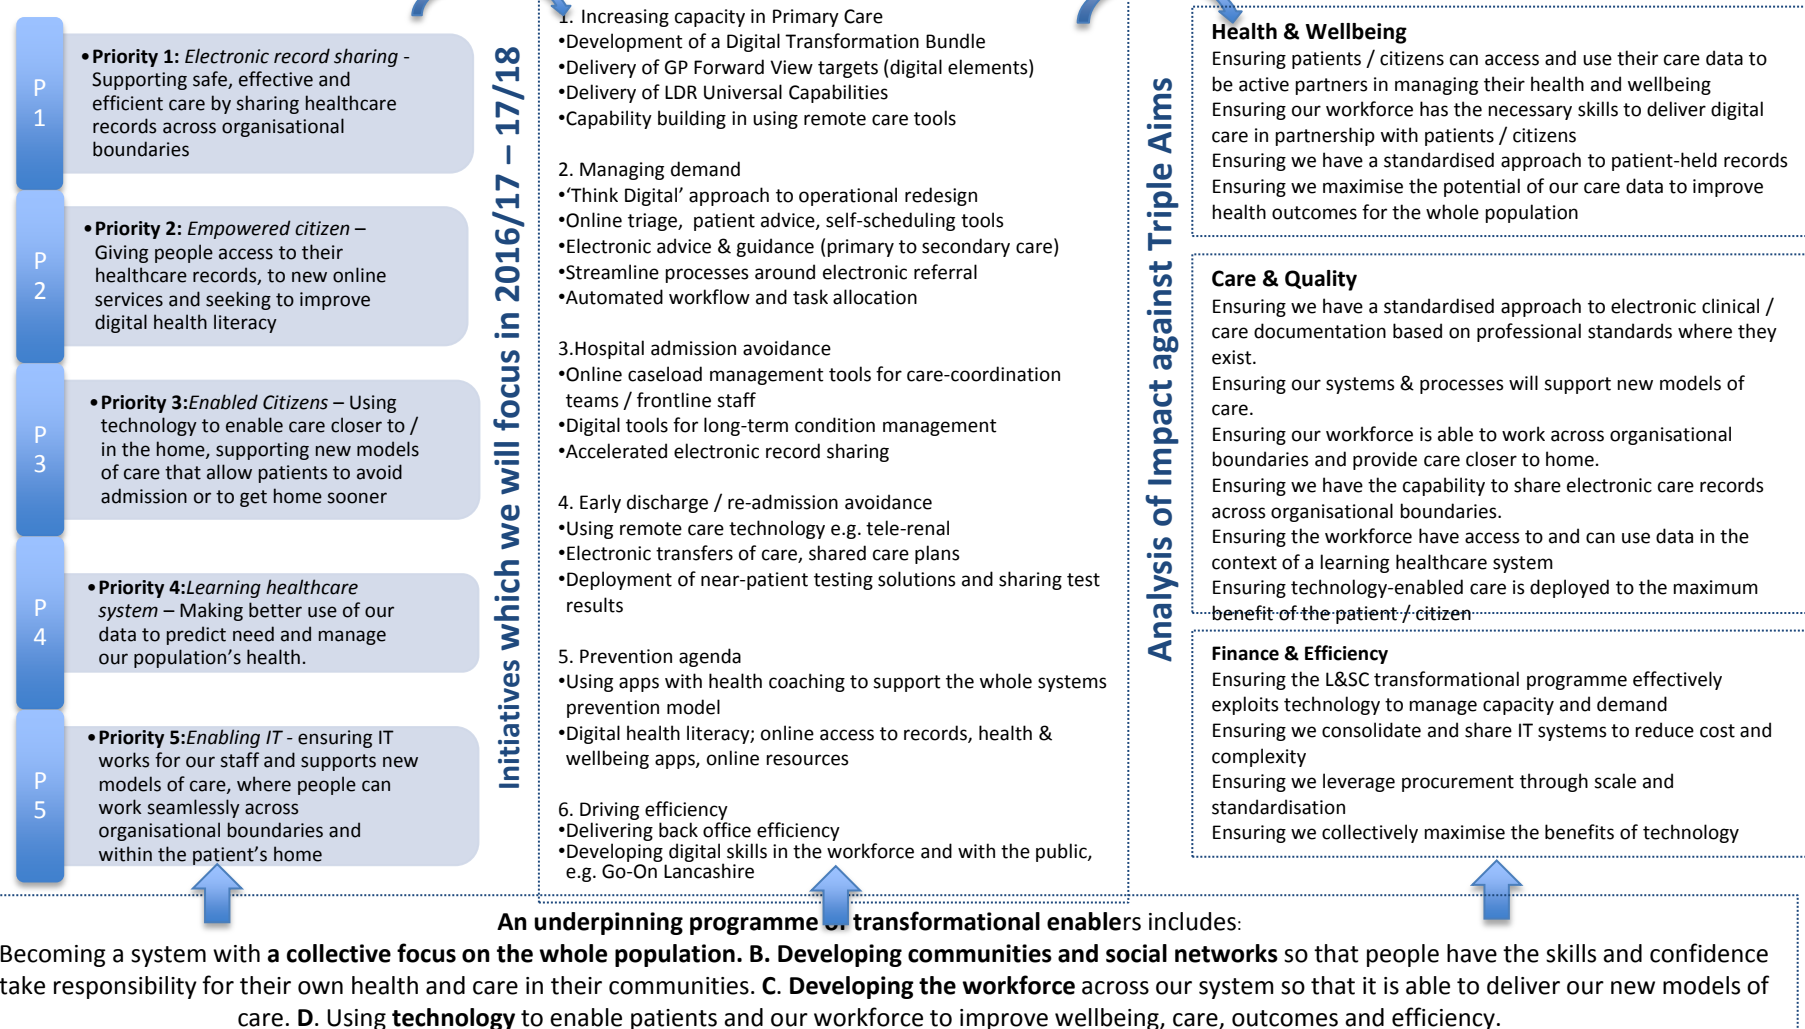 P
1
•Priority 1: Electronic record sharing -
Supporting safe, effective and
efficient care by sharing healthcare
records across organisational
boundaries
P
2
•Priority 2: Empowered citizen –
Giving people access to their
healthcare records, to new online
services and seeking to improve
digital health literacy
P
3
•Priority 3:Enabled Citizens – Using
technology to enable care closer to /
in the home, supporting new models
of care that allow patients to avoid
admission or to get home sooner
P
4
•Priority 4:Learning healthcare
system – Making better use of our
data to predict need and manage
our population's health.
P
5
•Priority 5:Enabling IT - ensuring IT
works for our staff and supports new
models of care, where people can
work seamlessly across
organisational boundaries and
within the patient's home
Initiatives which we will focus in 2016/17 – 17/18
1. Increasing capacity in Primary Care
•Development of a Digital Transformation Bundle
•Delivery of GP Forward View targets (digital elements)
•Delivery of LDR Universal Capabilities
•Capability building in using remote care tools
2. Managing demand
•'Think Digital' approach to operational redesign
•Online triage, patient advice, self-scheduling tools
•Electronic advice & guidance (primary to secondary care)
•Streamline processes around electronic referral
•Automated workflow and task allocation
3.Hospital admission avoidance
•Online caseload management tools for care-coordination
teams / frontline staff
•Digital tools for long-term condition management
•Accelerated electronic record sharing
4. Early discharge / re-admission avoidance
•Using remote care technology e.g. tele-renal
•Electronic transfers of care, shared care plans
•Deployment of near-patient testing solutions and sharing test
results
5. Prevention agenda
•Using apps with health coaching to support the whole systems
prevention model
•Digital health literacy; online access to records, health &
wellbeing apps, online resources
6. Driving efficiency
•Delivering back office efficiency
•Developing digital skills in the workforce and with the public,
e.g. Go-On Lancashire
Analysis of Impact against Triple Aims
Health & Wellbeing
Ensuring patients / citizens can access and use their care data to
be active partners in managing their health and wellbeing
Ensuring our workforce has the necessary skills to deliver digital
care in partnership with patients / citizens
Ensuring we have a standardised approach to patient-held records
Ensuring we maximise the potential of our care data to improve
health outcomes for the whole population
Care & Quality
Ensuring we have a standardised approach to electronic clinical /
care documentation based on professional standards where they
exist.
Ensuring our systems & processes will support new models of
care.
Ensuring our workforce is able to work across organisational
boundaries and provide care closer to home.
Ensuring we have the capability to share electronic care records
across organisational boundaries.
Ensuring the workforce have access to and can use data in the
context of a learning healthcare system
Ensuring technology-enabled care is deployed to the maximum
benefit of the patient / citizen
Finance & Efficiency
Ensuring the L&SC transformational programme effectively
exploits technology to manage capacity and demand
Ensuring we consolidate and share IT systems to reduce cost and
complexity
Ensuring we leverage procurement through scale and
standardisation
Ensuring we collectively maximise the benefits of technology
An underpinning programme of transformational enablers includes:
Becoming a system with a collective focus on the whole population. B. Developing communities and social networks so that people have the skills and confidence
take responsibility for their own health and care in their communities. C. Developing the workforce across our system so that it is able to deliver our new models of
care. D. Using technology to enable patients and our workforce to improve wellbeing, care, outcomes and efficiency.